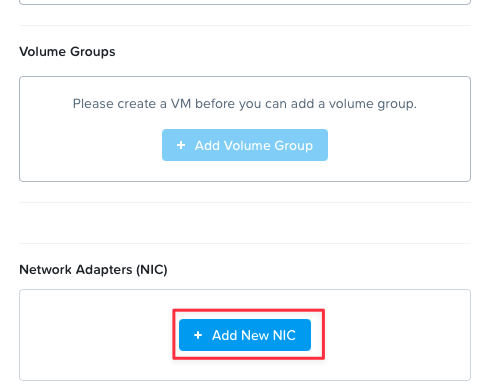 Volume Groups
Please create a VM before you can add a volume group.
+ Add Volume Group
Network Adapters (NIC)
+ Add New NIC